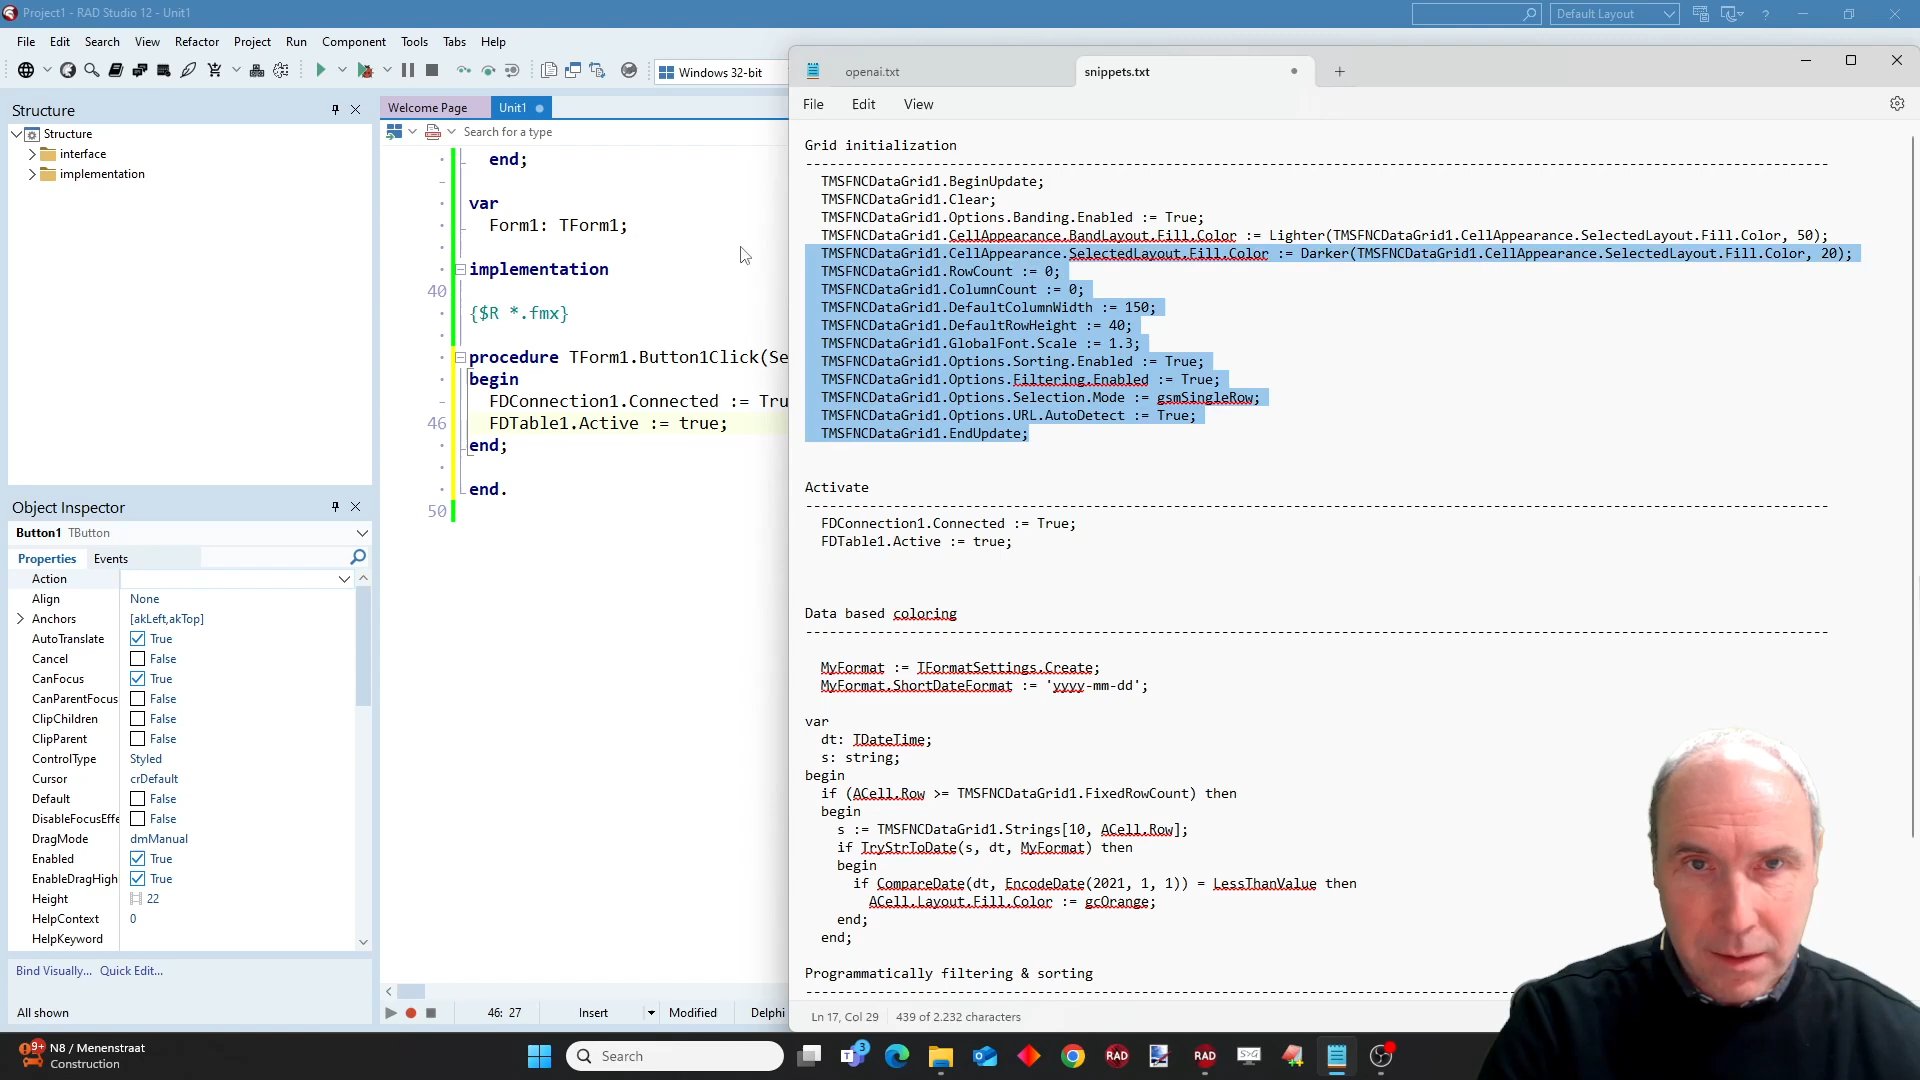 Project1 - RAD Studio 12 - Unit1
Default Layout
File Edit Search View Refactor Project Run Component Tools Tabs Help
Windows 32-bit
Structure
Structure
interface
implementation
Object Inspector
Button1 TButton
Properties Events
Action
Align None
Anchors [akLeft,akTop]
AutoTranslate True
Cancel False
CanFocus True
CanParentFocus False
ClipChildren False
ClipParent False
ControlType Styled
Cursor crDefault
Default False
DisableFocusEffe False
DragMode dmManual
Enabled True
EnableDragHigh True
Height 22
HelpContext 0
HelpKeyword
Bind Visually... Quick Edit...
All shown
Welcome Page Unit1
Search for a type
end;
var
Form1: TForm1;
implementation
40
{$R *.fmx}
procedure TForm1.Button1Click(Se
begin
FDConnection1.Connected := Tru
46 FDTable1.Active := true;
end;
end.
50
46: 27 Insert Modified Delphi
openai.txt snippets.txt
File Edit View
Grid initialization
--------------------------------------------------------------------------------------------------------------------------------
TMSFNCDataGrid1.BeginUpdate;
TMSFNCDataGrid1.Clear;
TMSFNCDataGrid1.Options.Banding.Enabled := True;
TMSFNCDataGrid1.CellAppearance.BandLayout.Fill.Color := Lighter(TMSFNCDataGrid1.CellAppearance.SelectedLayout.Fill.Color, 50);
TMSFNCDataGrid1.CellAppearance.SelectedLayout.Fill.Color := Darker(TMSFNCDataGrid1.CellAppearance.SelectedLayout.Fill.Color, 20);
TMSFNCDataGrid1.RowCount := 0;
TMSFNCDataGrid1.ColumnCount := 0;
TMSFNCDataGrid1.DefaultColumnWidth := 150;
TMSFNCDataGrid1.DefaultRowHeight := 40;
TMSFNCDataGrid1.GlobalFont.Scale := 1.3;
TMSFNCDataGrid1.Options.Sorting.Enabled := True;
TMSFNCDataGrid1.Options.Filtering.Enabled := True;
TMSFNCDataGrid1.Options.Selection.Mode := gsmSingleRow;
TMSFNCDataGrid1.Options.URL.AutoDetect := True;
TMSFNCDataGrid1.EndUpdate;
Activate
--------------------------------------------------------------------------------------------------------------------------------
FDConnection1.Connected := True;
FDTable1.Active := true;
Data based coloring
--------------------------------------------------------------------------------------------------------------------------------
MyFormat := TFormatSettings.Create;
MyFormat.ShortDateFormat := 'yyyy-mm-dd';
var
dt: TDateTime;
s: string;
begin
if (ACell.Row >= TMSFNCDataGrid1.FixedRowCount) then
begin
s := TMSFNCDataGrid1.Strings[10, ACell.Row];
if TryStrToDate(s, dt, MyFormat) then
begin
if CompareDate(dt, EncodeDate(2021, 1, 1)) = LessThanValue then
ACell.Layout.Fill.Color := gcOrange;
end;
end;
Programmatically filtering & sorting
Ln 17, Col 29 439 of 2.232 characters
9+ N8 / Menenstraat
Construction
Search
3
RAD
RAD